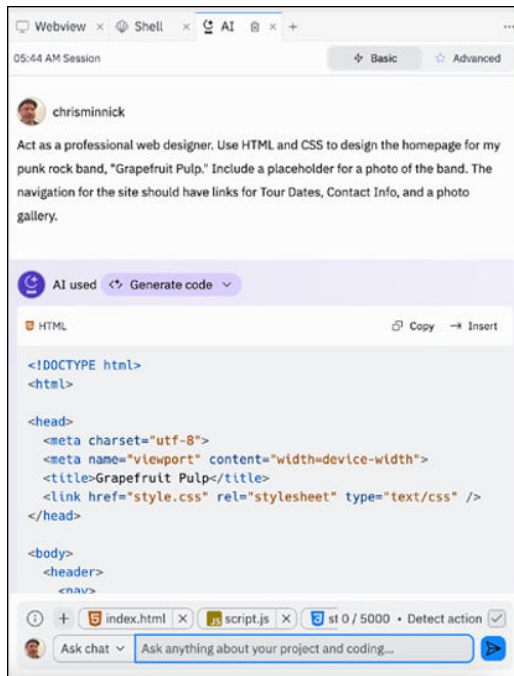 Webview × Shell × AI × +
05:44 AM Session Basic Advanced
chrisminnick
Act as a professional web designer. Use HTML and CSS to design the homepage for my
punk rock band, "Grapefruit Pulp." Include a placeholder for a photo of the band. The
navigation for the site should have links for Tour Dates, Contact Info, and a photo
gallery.
AI used Generate code
HTML Copy Insert
<!DOCTYPE html>
<html>
<head>
<meta charset="utf-8">
<meta name="viewport" content="width=device-width">
<title>Grapefruit Pulp</title>
<link href="style.css" rel="stylesheet" type="text/css" />
</head>
<body>
<header>
<nav>
+ index.html × script.js × st 0 / 5000 • Detect action
Ask chat Ask anything about your project and coding...